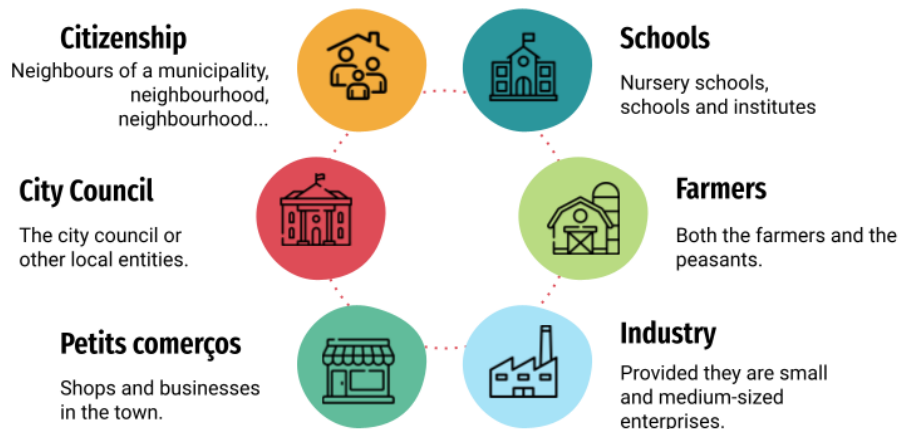 Citizenship
Neighbours of a municipality,
neighbourhood,
neighbourhood...
Schools
Nursery schools,
schools and institutes
City Council
The city council or
other local entities.
Farmers
Both the farmers and the
peasants.
Petits comerços
Shops and businesses
in the town.
Industry
Provided they are small
and medium-sized
enterprises.